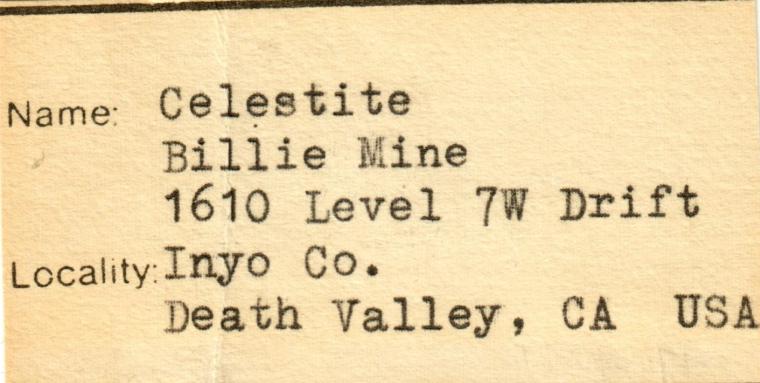 Name: Celestite
Billie Mine
1610 Level 7W Drift
Locality: Inyo Co.
Death Valley, CA USA